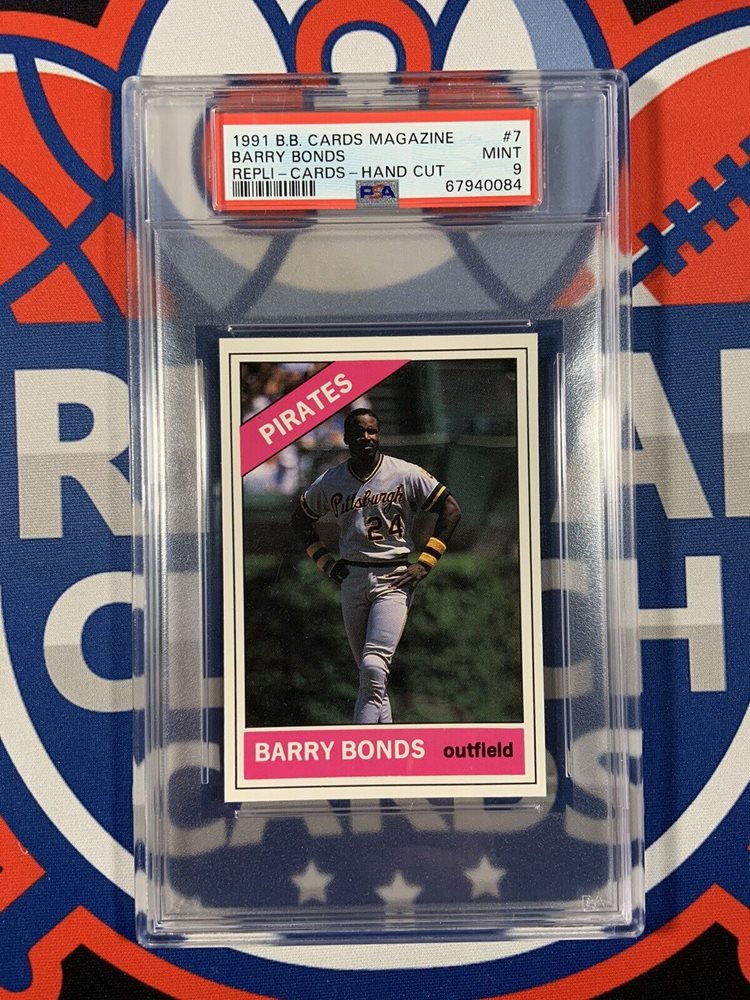 1991 B.B. CARDS MAGAZINE #7
BARRY BONDS MINT
REPLI-CARDS-HAND CUT 9
PSA 67940084
PIRATES
Pittsburgh
24
BARRY BONDS outfield
CARDS